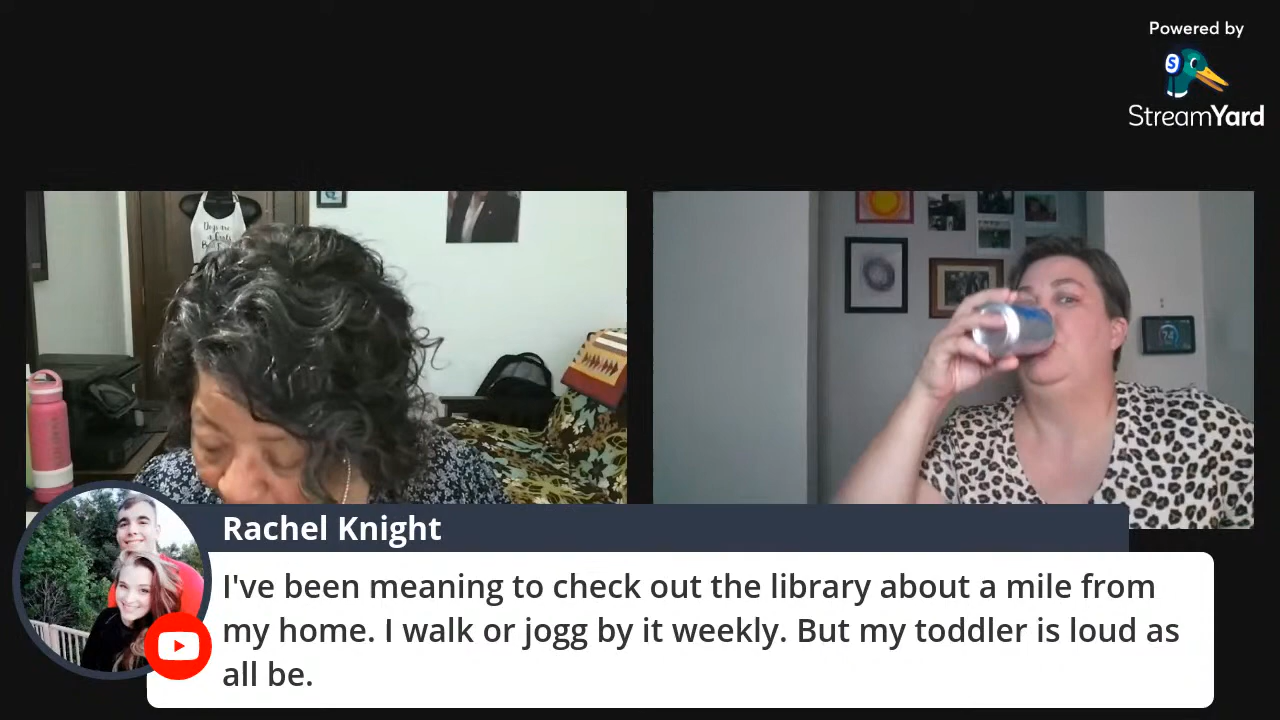 Powered by
StreamYard
Rachel Knight
I've been meaning to check out the library about a mile from
my home. I walk or jogg by it weekly. But my toddler is loud as
all be.
74